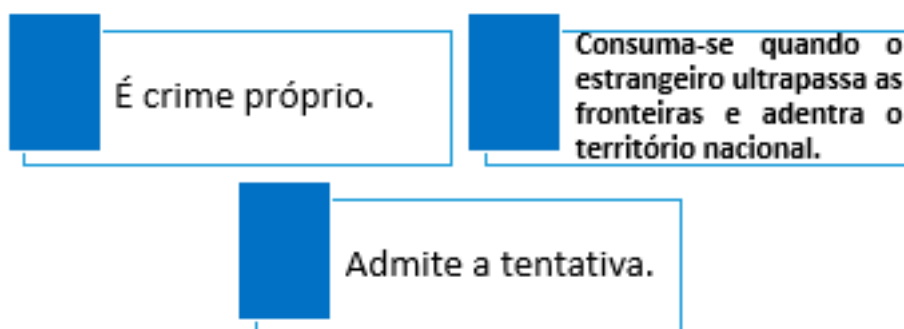 É crime próprio.
Consuma-se quando o
estrangeiro ultrapassa as
fronteiras e adentra o
território nacional.
Admite a tentativa.